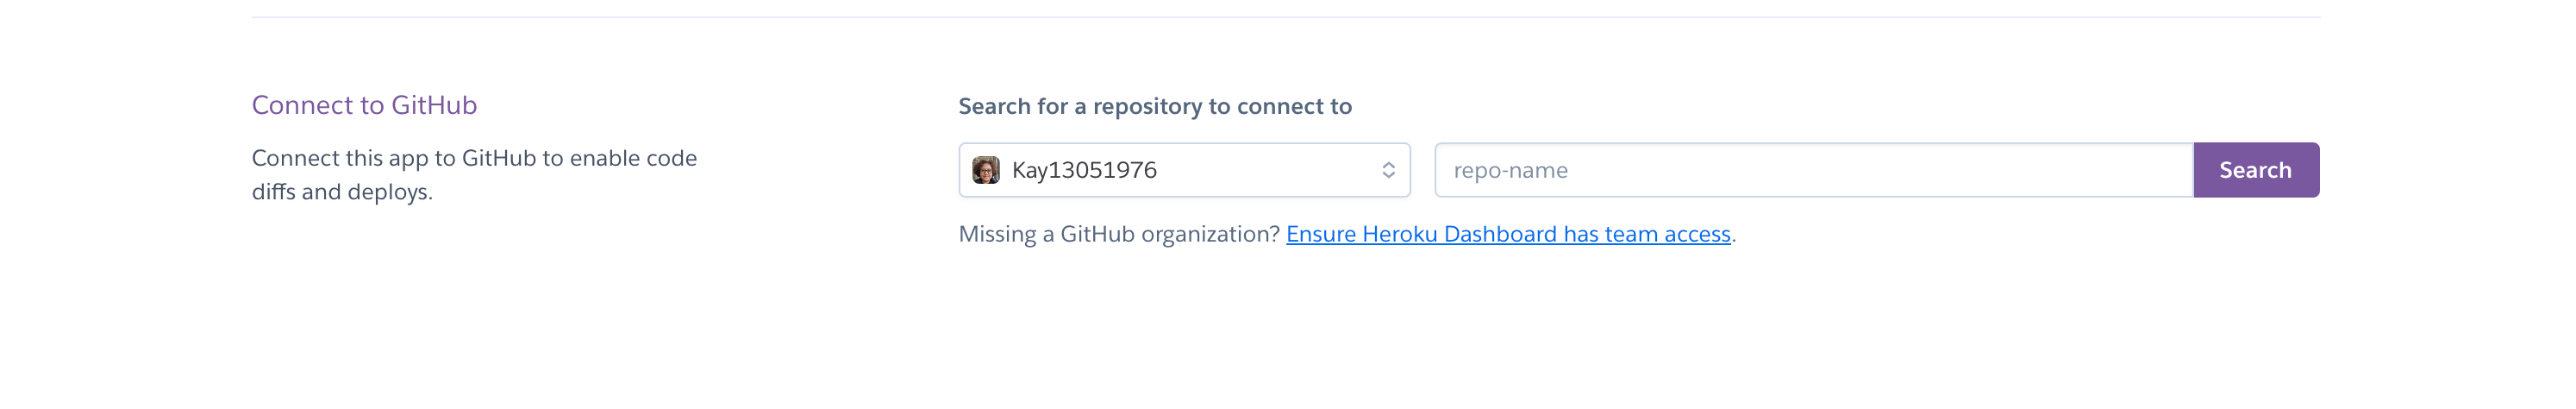 Connect to GitHub
Connect this app to GitHub to enable code
diffs and deploys.
Search for a repository to connect to
Kay13051976
repo-name
Search
Missing a GitHub organization? Ensure Heroku Dashboard has team access.